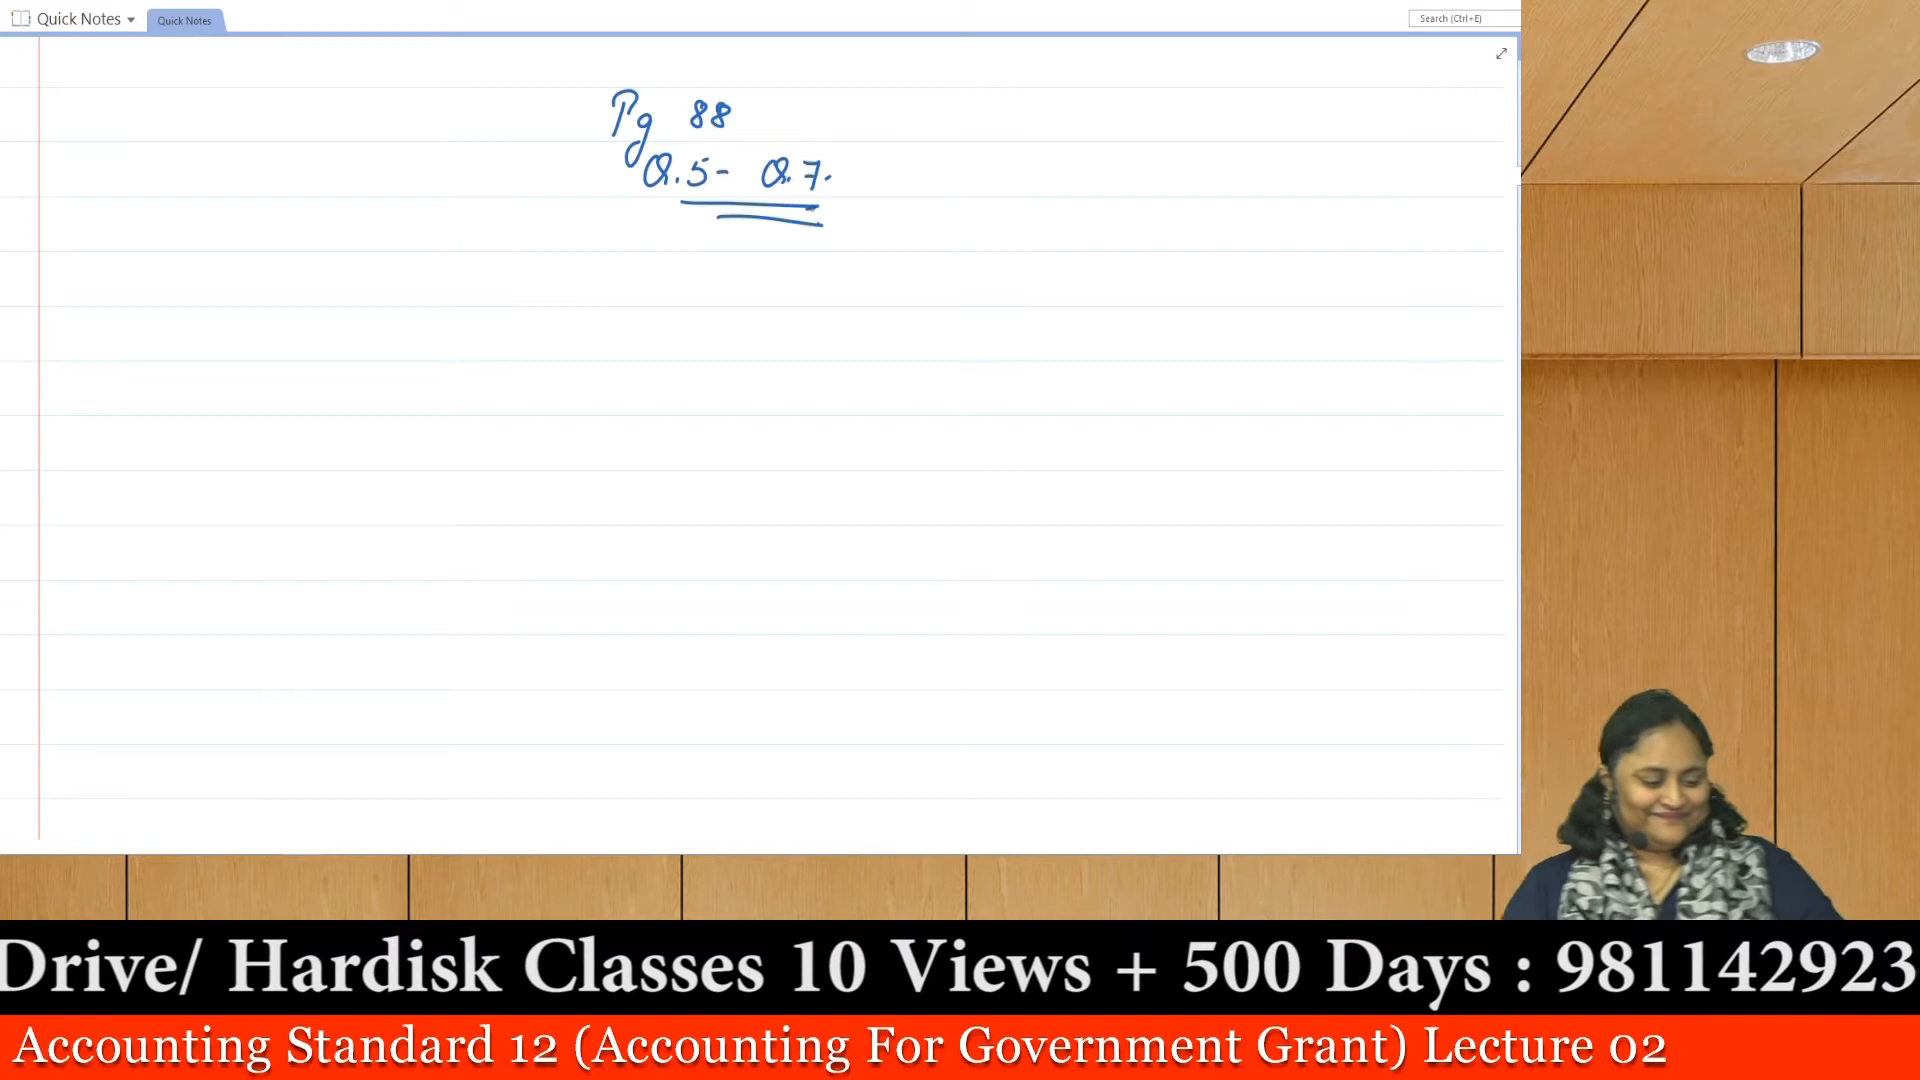 Quick Notes
Quick Notes
Search (Ctrl+E)
Pg 88
Q.5- Q.7.
Drive/ Hardisk Classes 10 Views + 500 Days : 981142923
Accounting Standard 12 (Accounting For Government Grant) Lecture 02